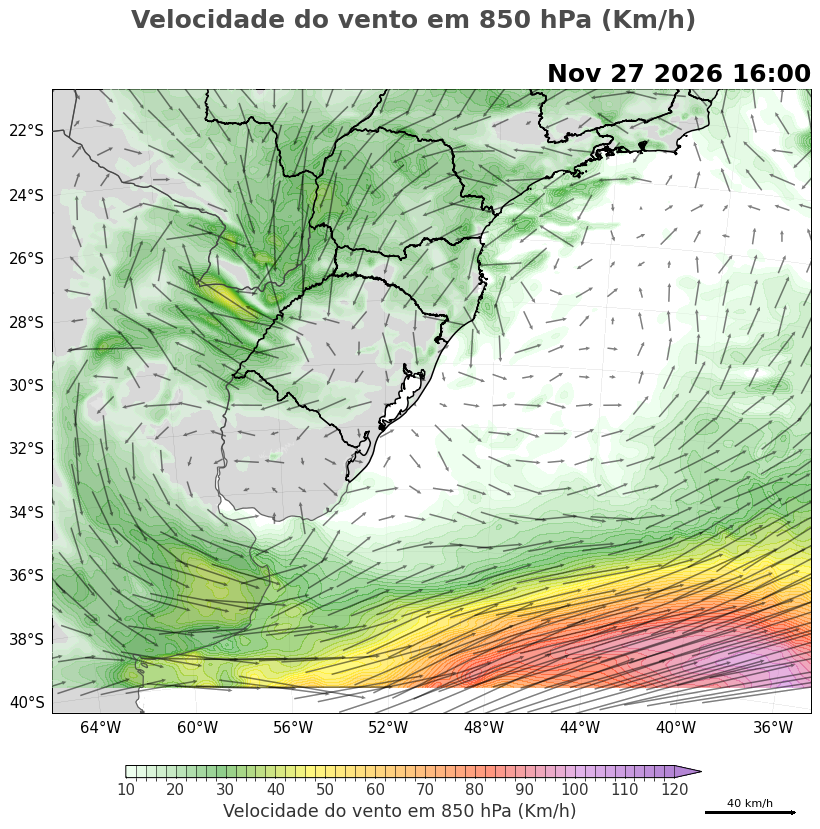 Velocidade do vento em 850 hPa (Km/h)
Nov 27 2026 16:00
22°S
24°S
26°S
28°S
30°S
32°S
34°S
36°S
38°S
40°S
64°W 60°W 56°W 52°W 48°W 44°W 40°W 36°W
10 20 30 40 50 60 70 80 90 100 110 120
Velocidade do vento em 850 hPa (Km/h)
40 km/h